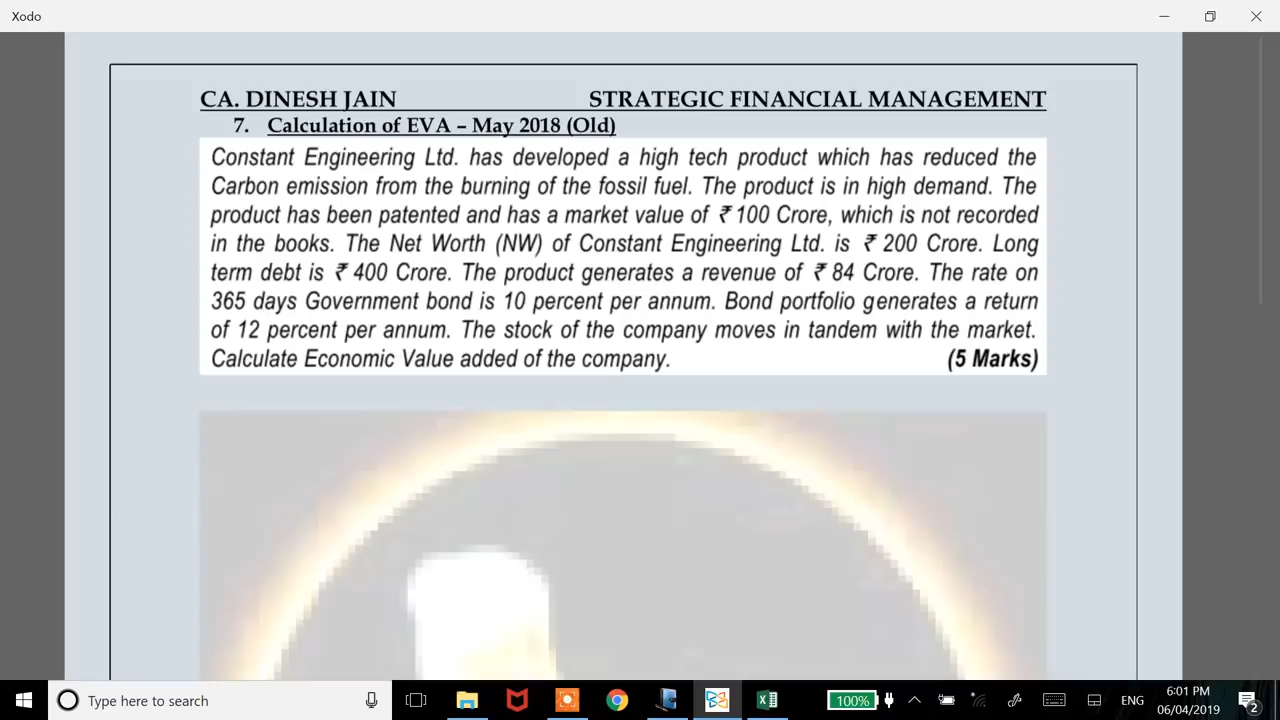 Xodo
CA. DINESH JAIN STRATEGIC FINANCIAL MANAGEMENT
7. Calculation of EVA – May 2018 (Old)
Constant Engineering Ltd. has developed a high tech product which has reduced the
Carbon emission from the burning of the fossil fuel. The product is in high demand. The
product has been patented and has a market value of ₹ 100 Crore, which is not recorded
in the books. The Net Worth (NW) of Constant Engineering Ltd. is ₹ 200 Crore. Long
term debt is ₹ 400 Crore. The product generates a revenue of ₹ 84 Crore. The rate on
365 days Government bond is 10 percent per annum. Bond portfolio generates a return
of 12 percent per annum. The stock of the company moves in tandem with the market.
Calculate Economic Value added of the company. (5 Marks)
Type here to search
100%
ENG
6:01 PM
06/04/2019
2